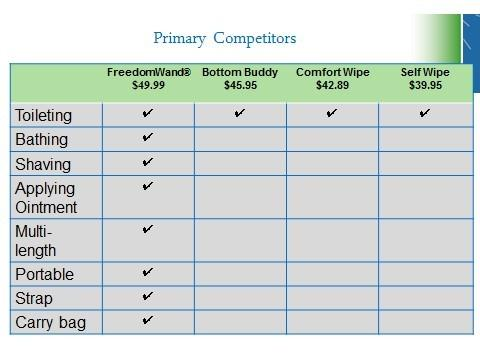 Primary Competitors
FreedomWand® Bottom Buddy Comfort Wipe Self Wipe
$49.99 $45.95 $42.89 $39.95
Toileting ✔ ✔ ✔ ✔
Bathing ✔
Shaving ✔
Applying ✔
Ointment
Multi- ✔
length
Portable ✔
Strap ✔
Carry bag ✔